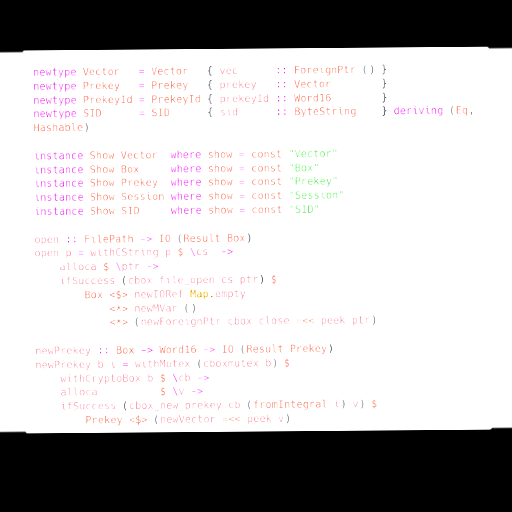 newtype Vector   = Vector   { vec      :: ForeignPtr () }
newtype Prekey   = Prekey   { prekey   :: Vector        }
newtype PrekeyId = PrekeyId { prekeyId :: Word16        }
newtype SID      = SID      { sid      :: ByteString    } deriving (Eq,
Hashable)
instance Show Vector  where show = const "Vector"
instance Show Box     where show = const "Box"
instance Show Prekey  where show = const "Prekey"
instance Show Session where show = const "Session"
instance Show SID     where show = const "SID"
open :: FilePath -> IO (Result Box)
open p = withCString p $ \cs  ->
    alloca $ \ptr ->
    ifSuccess (cbox_file_open cs ptr) $
        Box <$> newIORef Map.empty
            <*> newMVar ()
            <*> (newForeignPtr cbox_close =<< peek ptr)
newPrekey :: Box -> Word16 -> IO (Result Prekey)
newPrekey b i = withMutex (cboxmutex b) $
    withCryptoBox b $ \cb ->
    alloca          $ \v ->
    ifSuccess (cbox_new_prekey cb (fromIntegral i) v) $
        Prekey <$> (newVector =<< peek v)